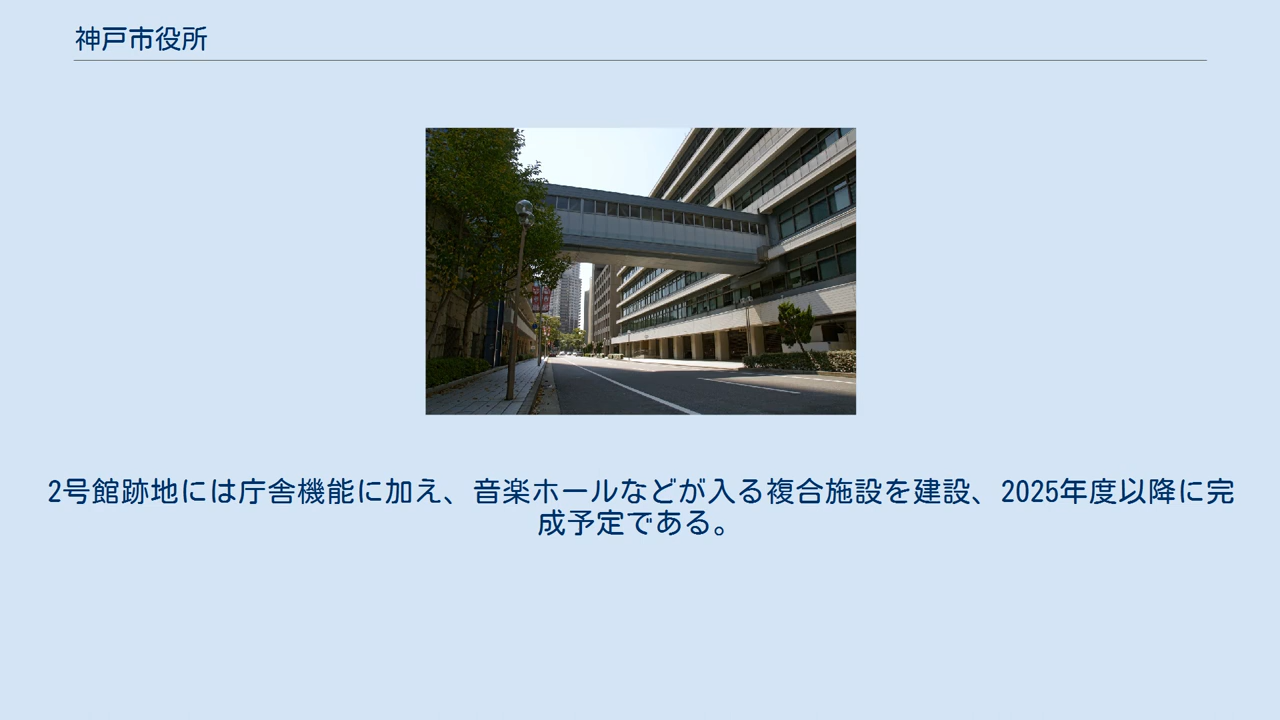 神戸市役所
2号館跡地には庁舎機能に加え、音楽ホールなどが入る複合施設を建設、2025年度以降に完
成予定である。